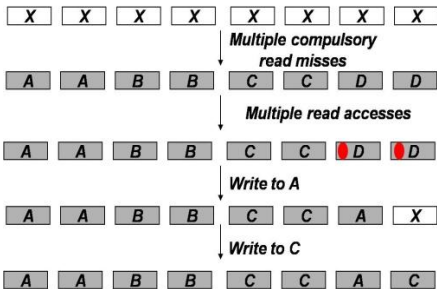 X X X X X X X X
Multiple compulsory
read misses
A A B B C C D D
Multiple read accesses
A A B B C C D D
Write to A
A A B B C C A X
Write to C
A A B B C C A C